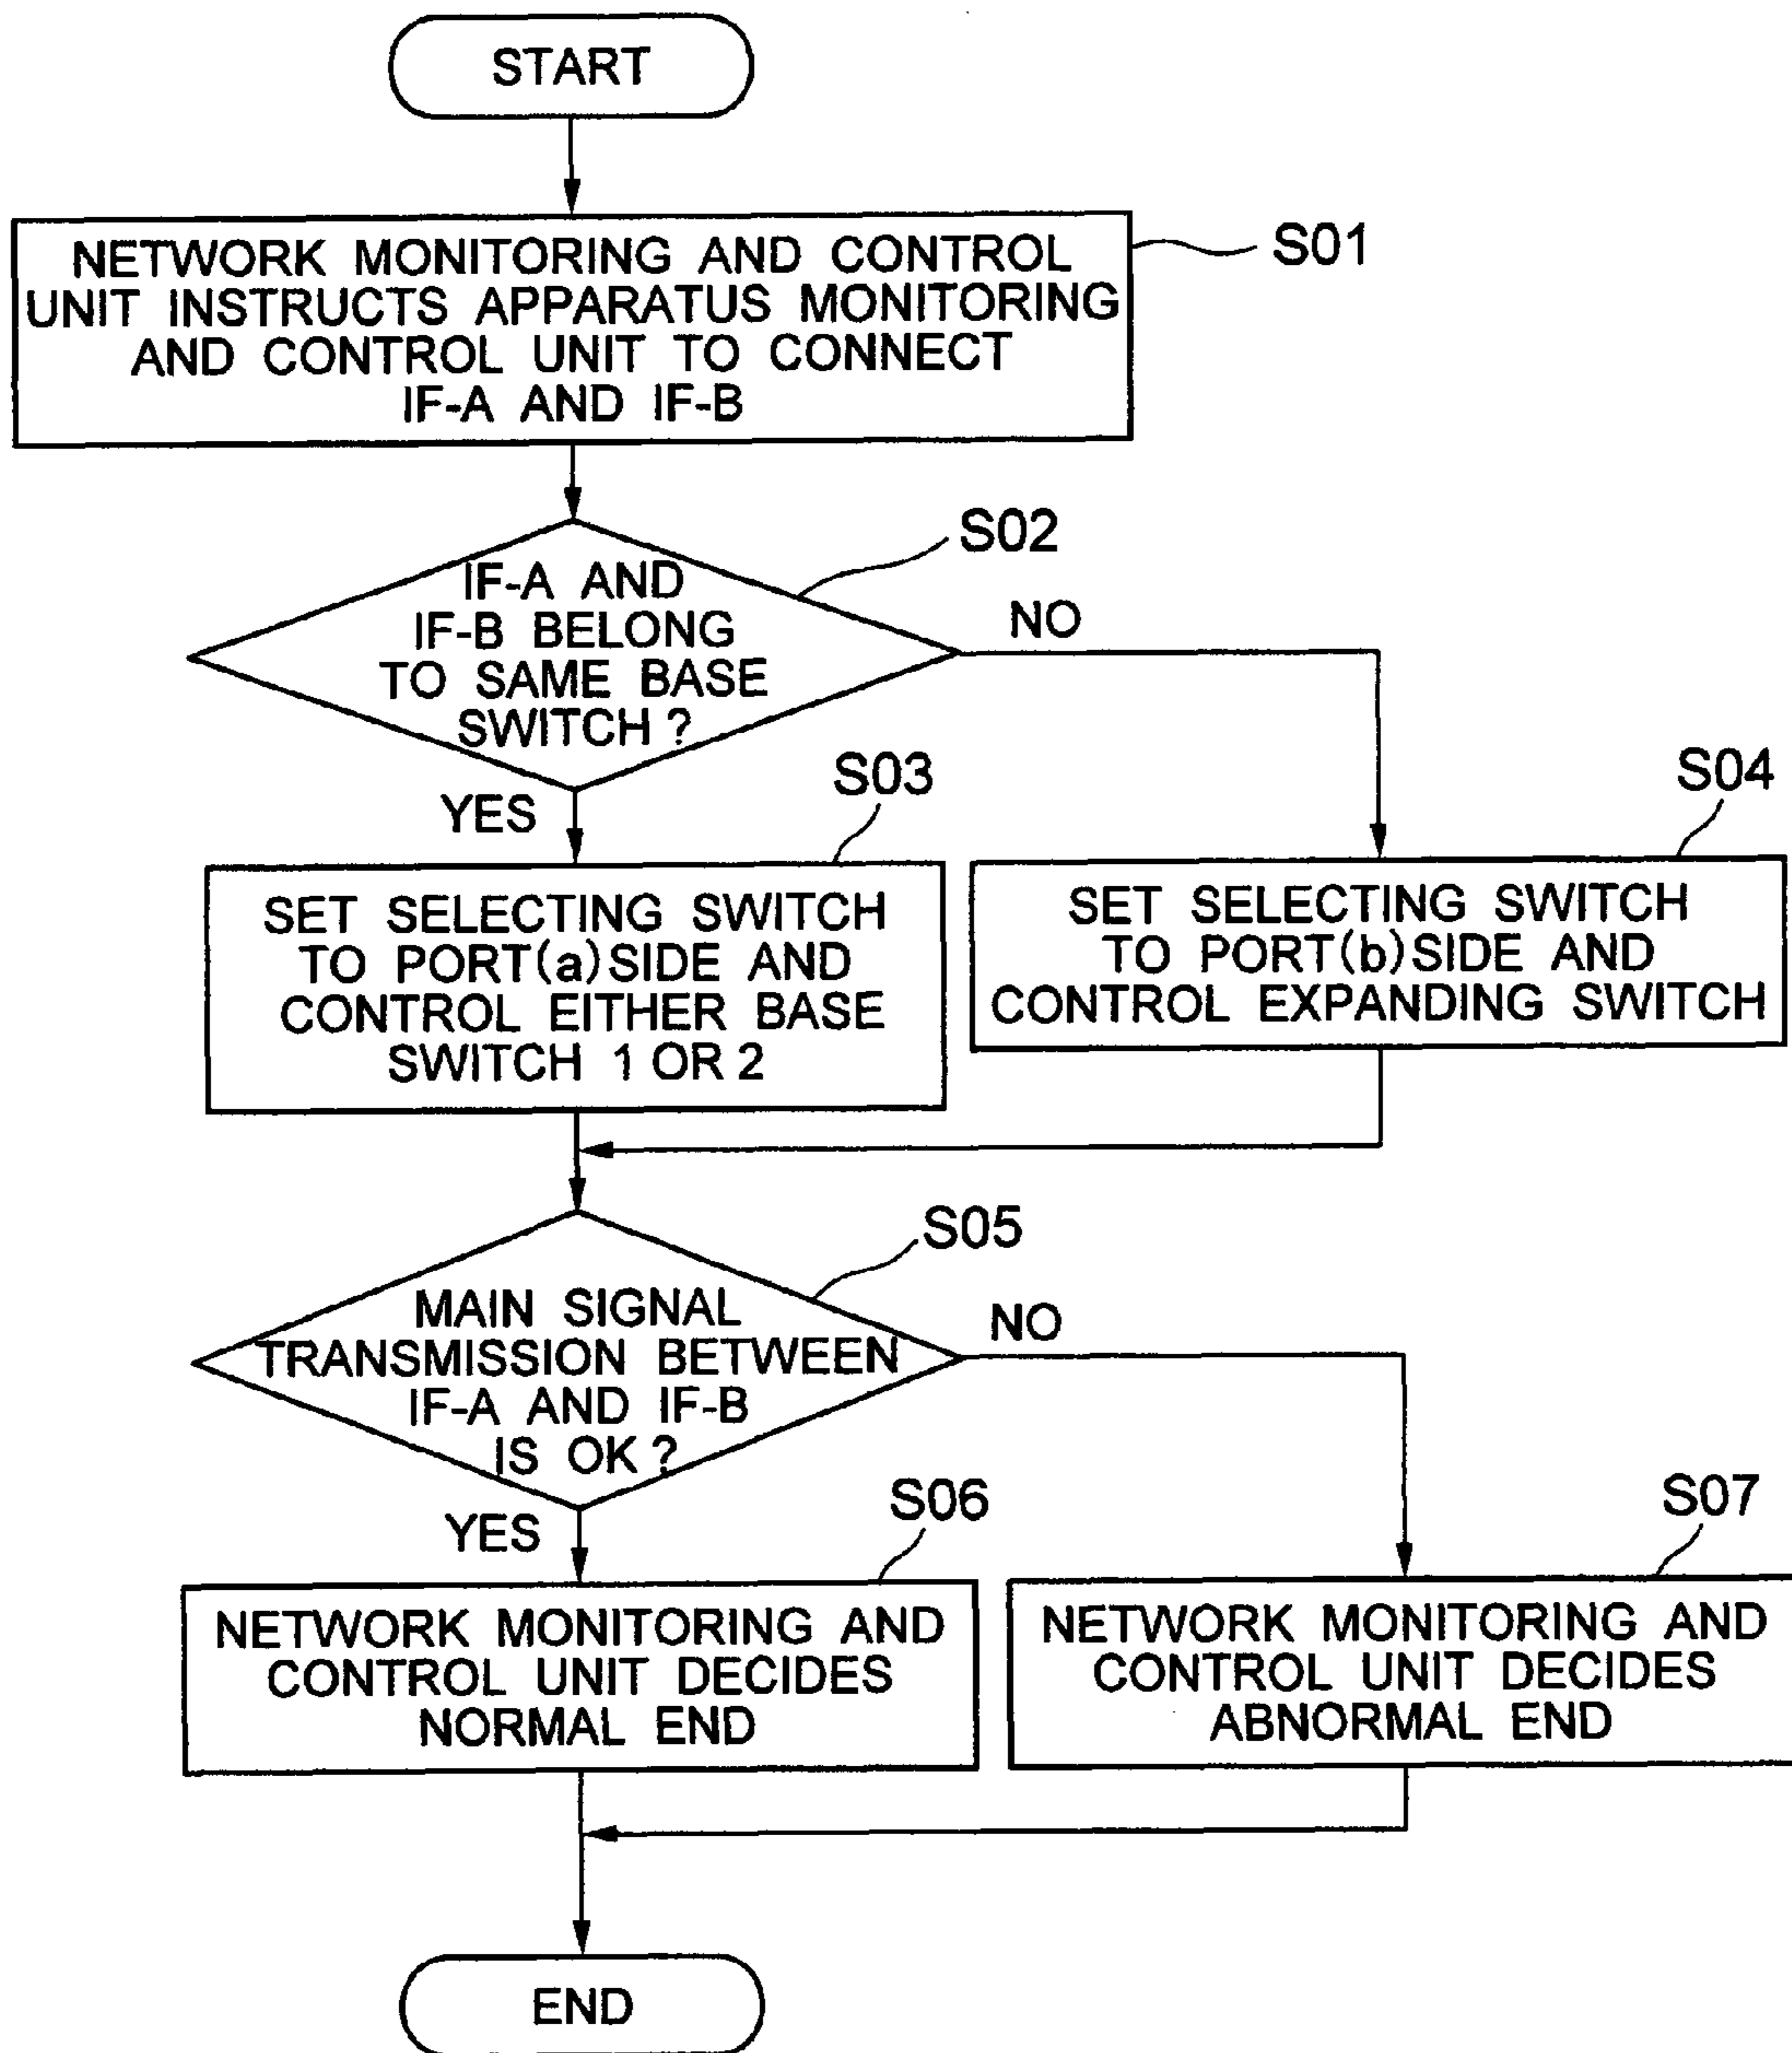 START
NETWORK MONITORING AND CONTROL
UNIT INSTRUCTS APPARATUS MONITORING
AND CONTROL UNIT TO CONNECT
IF-A AND IF-B
S01
IF-A AND
IF-B BELONG
TO SAME BASE
SWITCH?
S02
NO
YES
S03
SET SELECTING SWITCH
TO PORT(a)SIDE AND
CONTROL EITHER BASE
SWITCH 1 OR 2
S04
SET SELECTING SWITCH
TO PORT(b)SIDE AND
CONTROL EXPANDING SWITCH
S05
MAIN SIGNAL
TRANSMISSION BETWEEN
IF-A AND IF-B
IS OK?
NO
YES
S06
NETWORK MONITORING AND
CONTROL UNIT DECIDES
NORMAL END
S07
NETWORK MONITORING AND
CONTROL UNIT DECIDES
ABNORMAL END
END